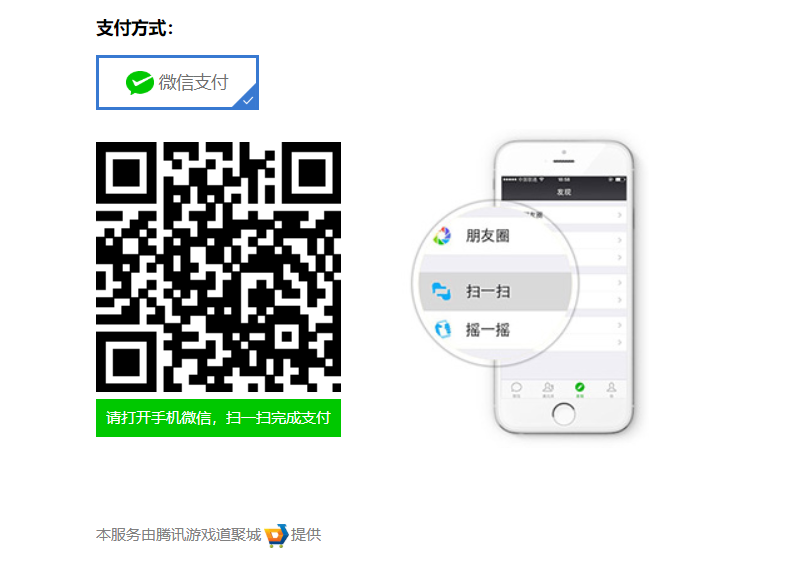 支付方式：
微信支付
发现
朋友圈
扫一扫
摇一摇
请打开手机微信，扫一扫完成支付
本服务由腾讯游戏道聚城提供